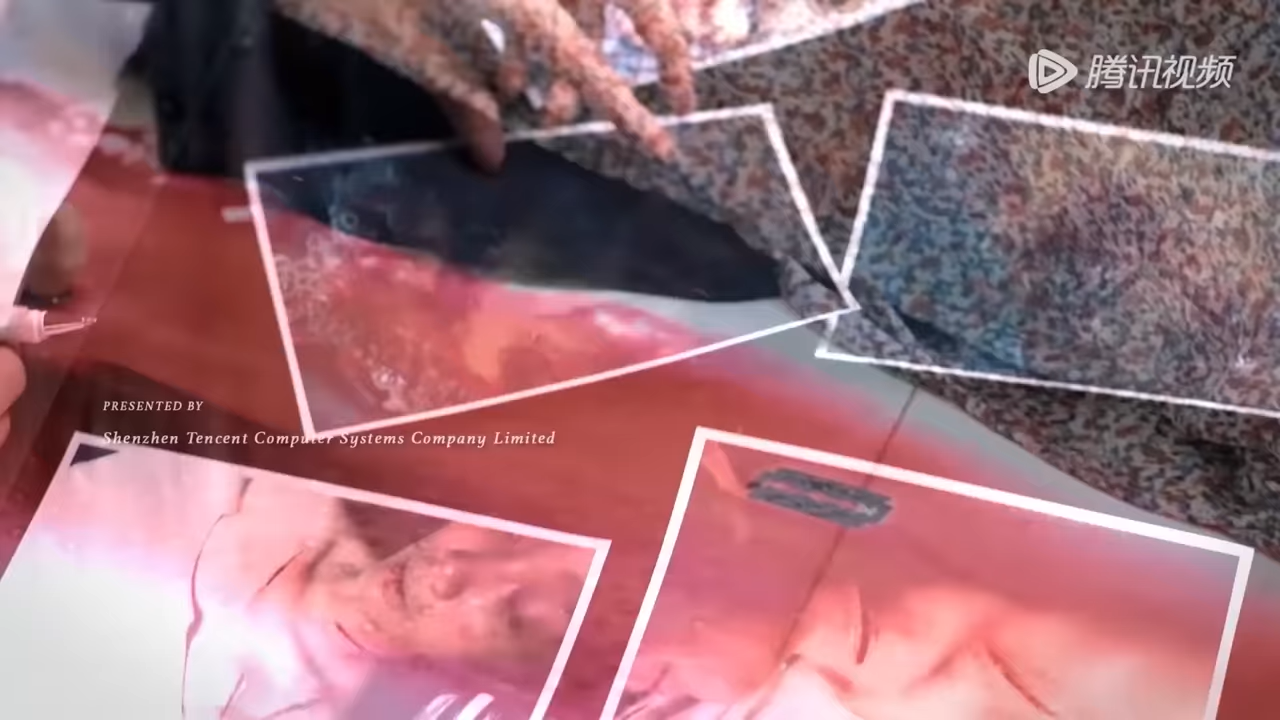 腾讯视频
PRESENTED BY
Shenzhen Tencent Computer Systems Company Limited